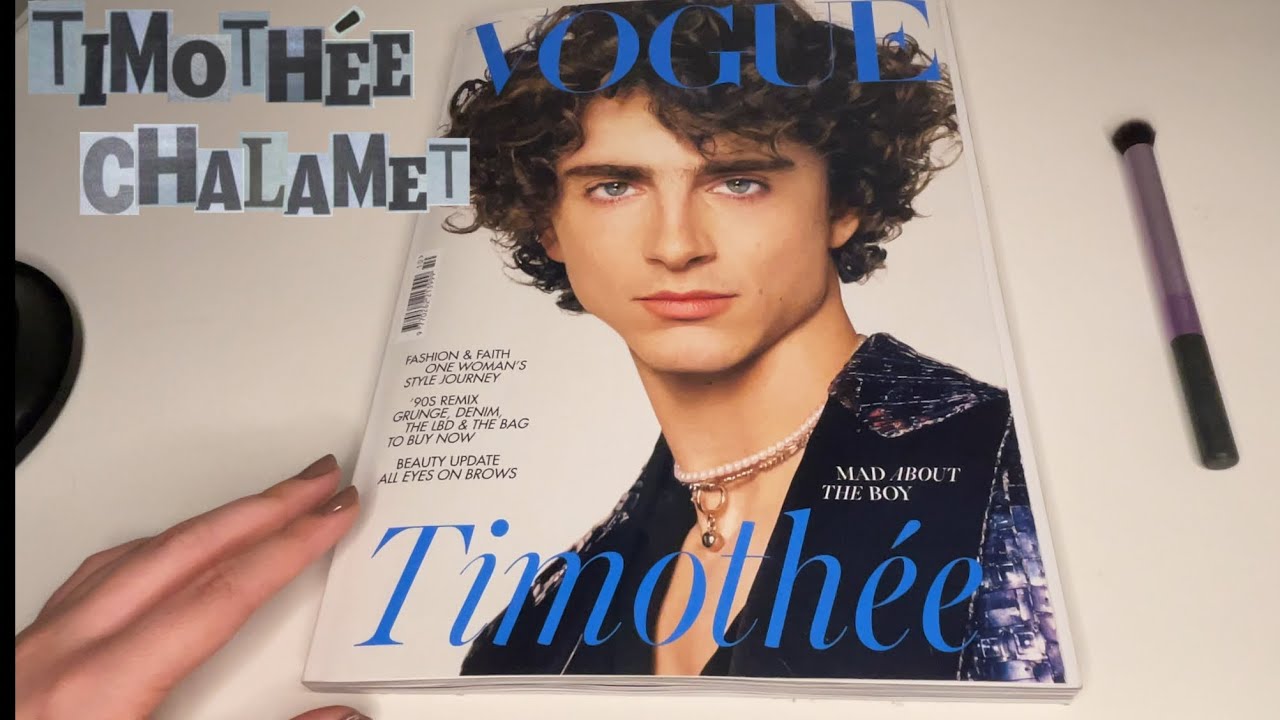 TIMOTHÉE
CHALAMET
VOGUE
FASHION & FAITH
ONE WOMAN'S
STYLE JOURNEY
'90S REMIX
GRUNGE, DENIM,
THE LBD & THE BAG
TO BUY NOW
BEAUTY UPDATE
ALL EYES ON BROWS
MAD ABOUT
THE BOY
Timothée